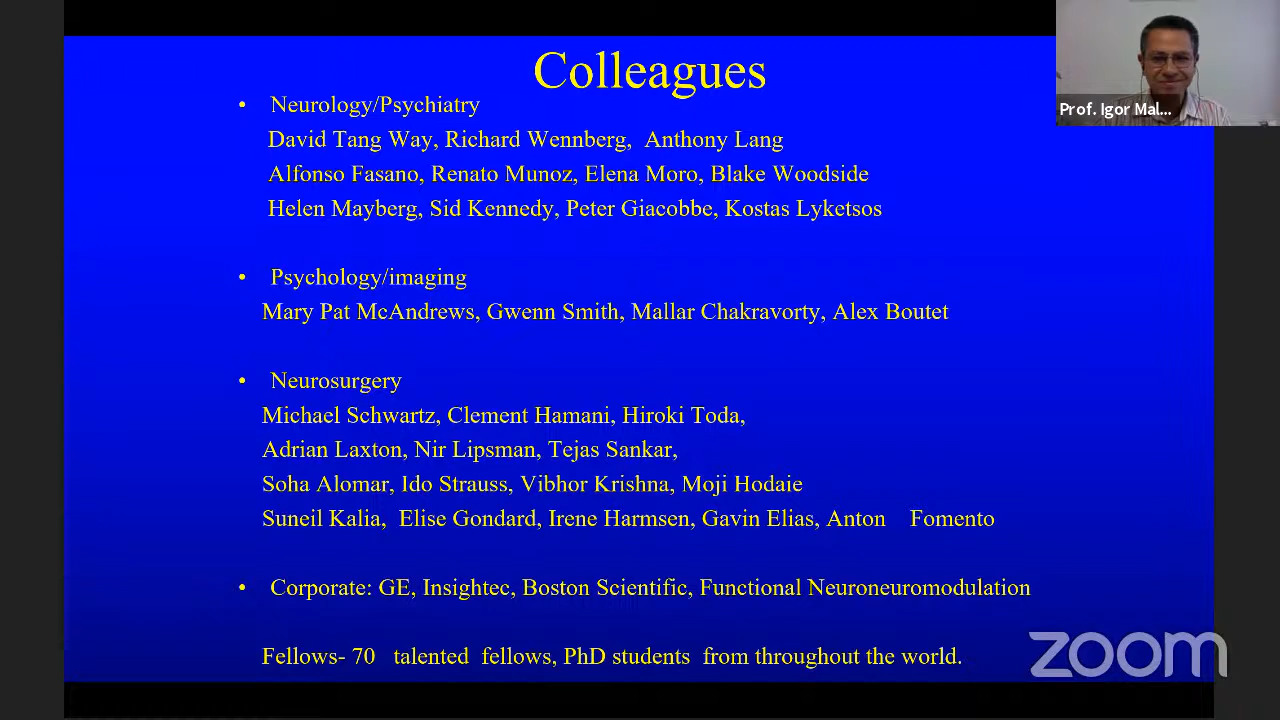 Colleagues
Prof. Igor Mal...
• Neurology/Psychiatry
David Tang Way, Richard Wennberg, Anthony Lang
Alfonso Fasano, Renato Munoz, Elena Moro, Blake Woodside
Helen Mayberg, Sid Kennedy, Peter Giacobbe, Kostas Lyketsos
• Psychology/imaging
Mary Pat McAndrews, Gwenn Smith, Mallar Chakravorty, Alex Boutet
• Neurosurgery
Michael Schwartz, Clement Hamani, Hiroki Toda,
Adrian Laxton, Nir Lipsman, Tejas Sankar,
Soha Alomar, Ido Strauss, Vibhor Krishna, Moji Hodaie
Suneil Kalia, Elise Gondard, Irene Harmsen, Gavin Elias, Anton Fomento
• Corporate: GE, Insightec, Boston Scientific, Functional Neuroneuromodulation
Fellows- 70 talented fellows, PhD students from throughout the world.
zoom